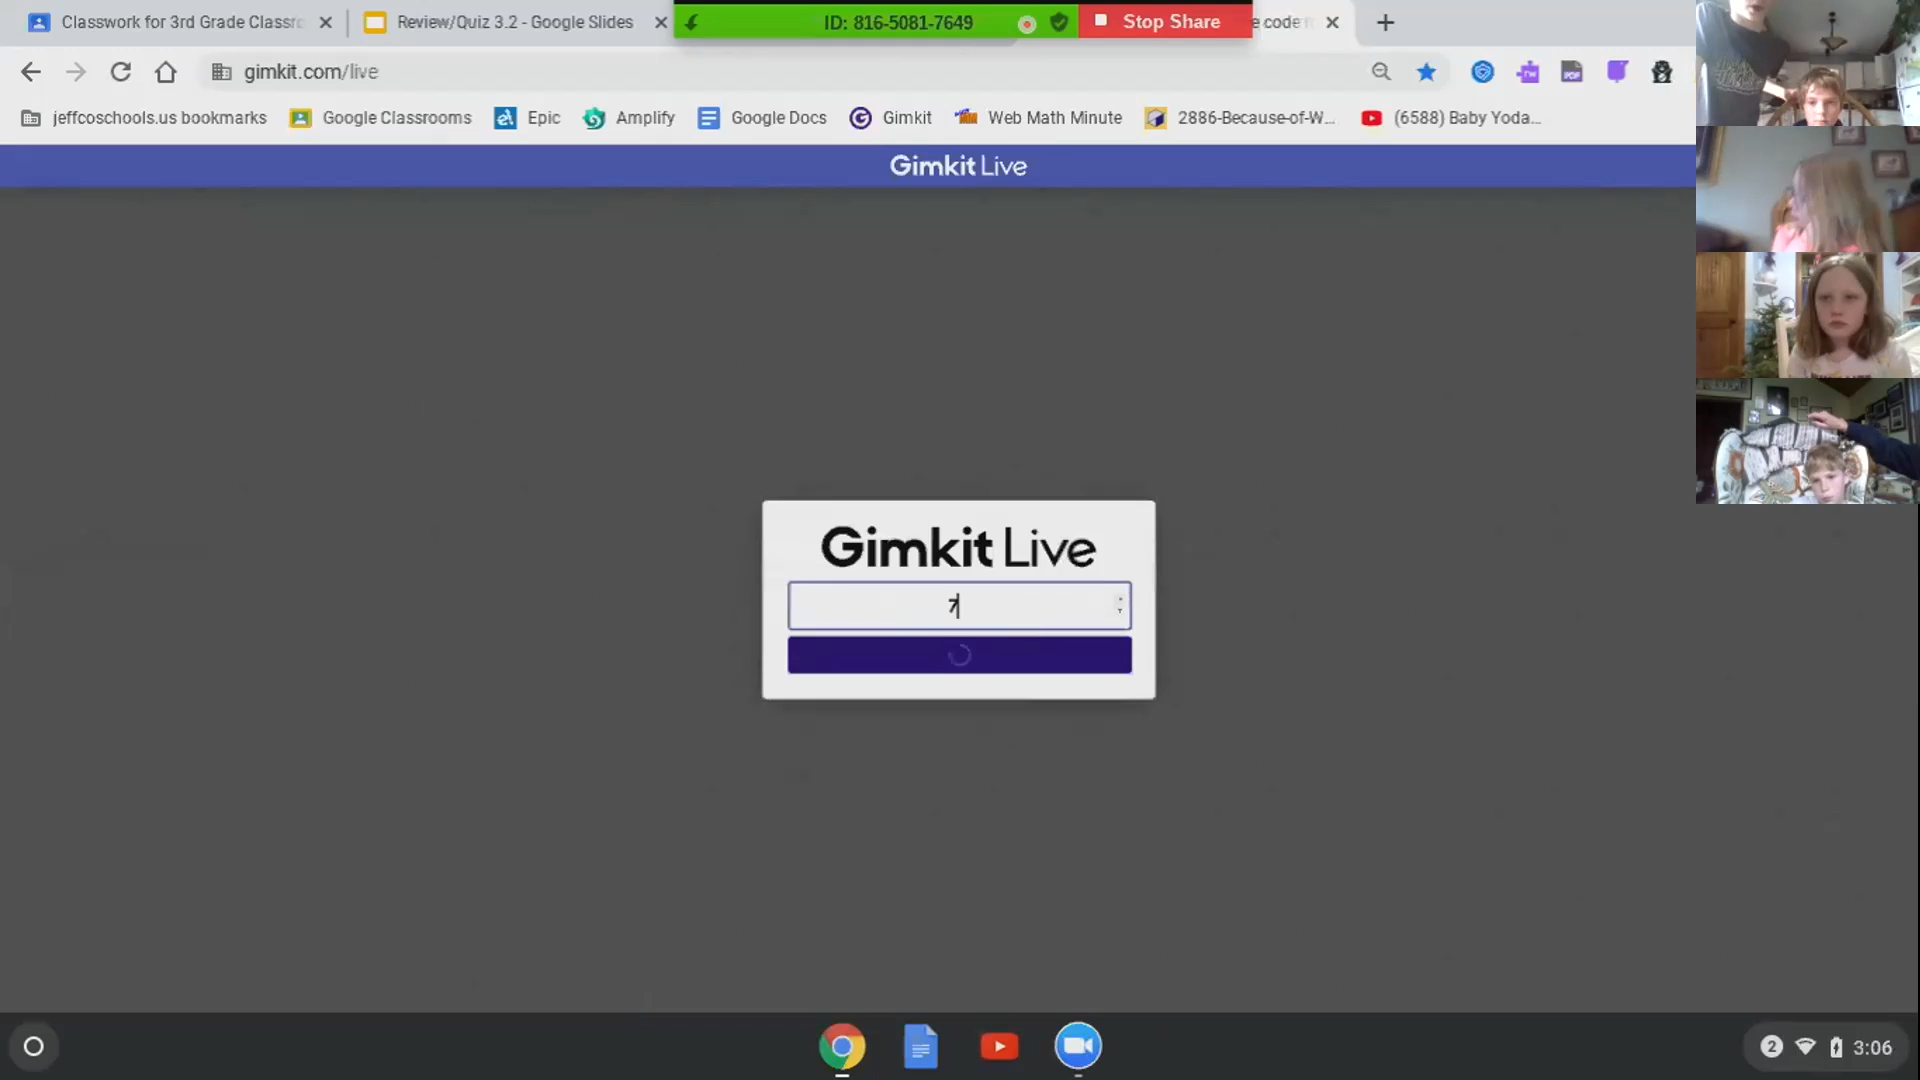 Classwork for 3rd Grade Classr
Review/Quiz 3.2 - Google Slides
ID: 816-5081-7649
Stop Share
e code
gimkit.com/live
TW
PDF
jeffcoschools.us bookmarks
Google Classrooms
Epic
Amplify
Google Docs
Gimkit
Web Math Minute
2886-Because-of-W...
(6588) Baby Yoda...
Gimkit Live
Gimkit Live
7
2
3:06